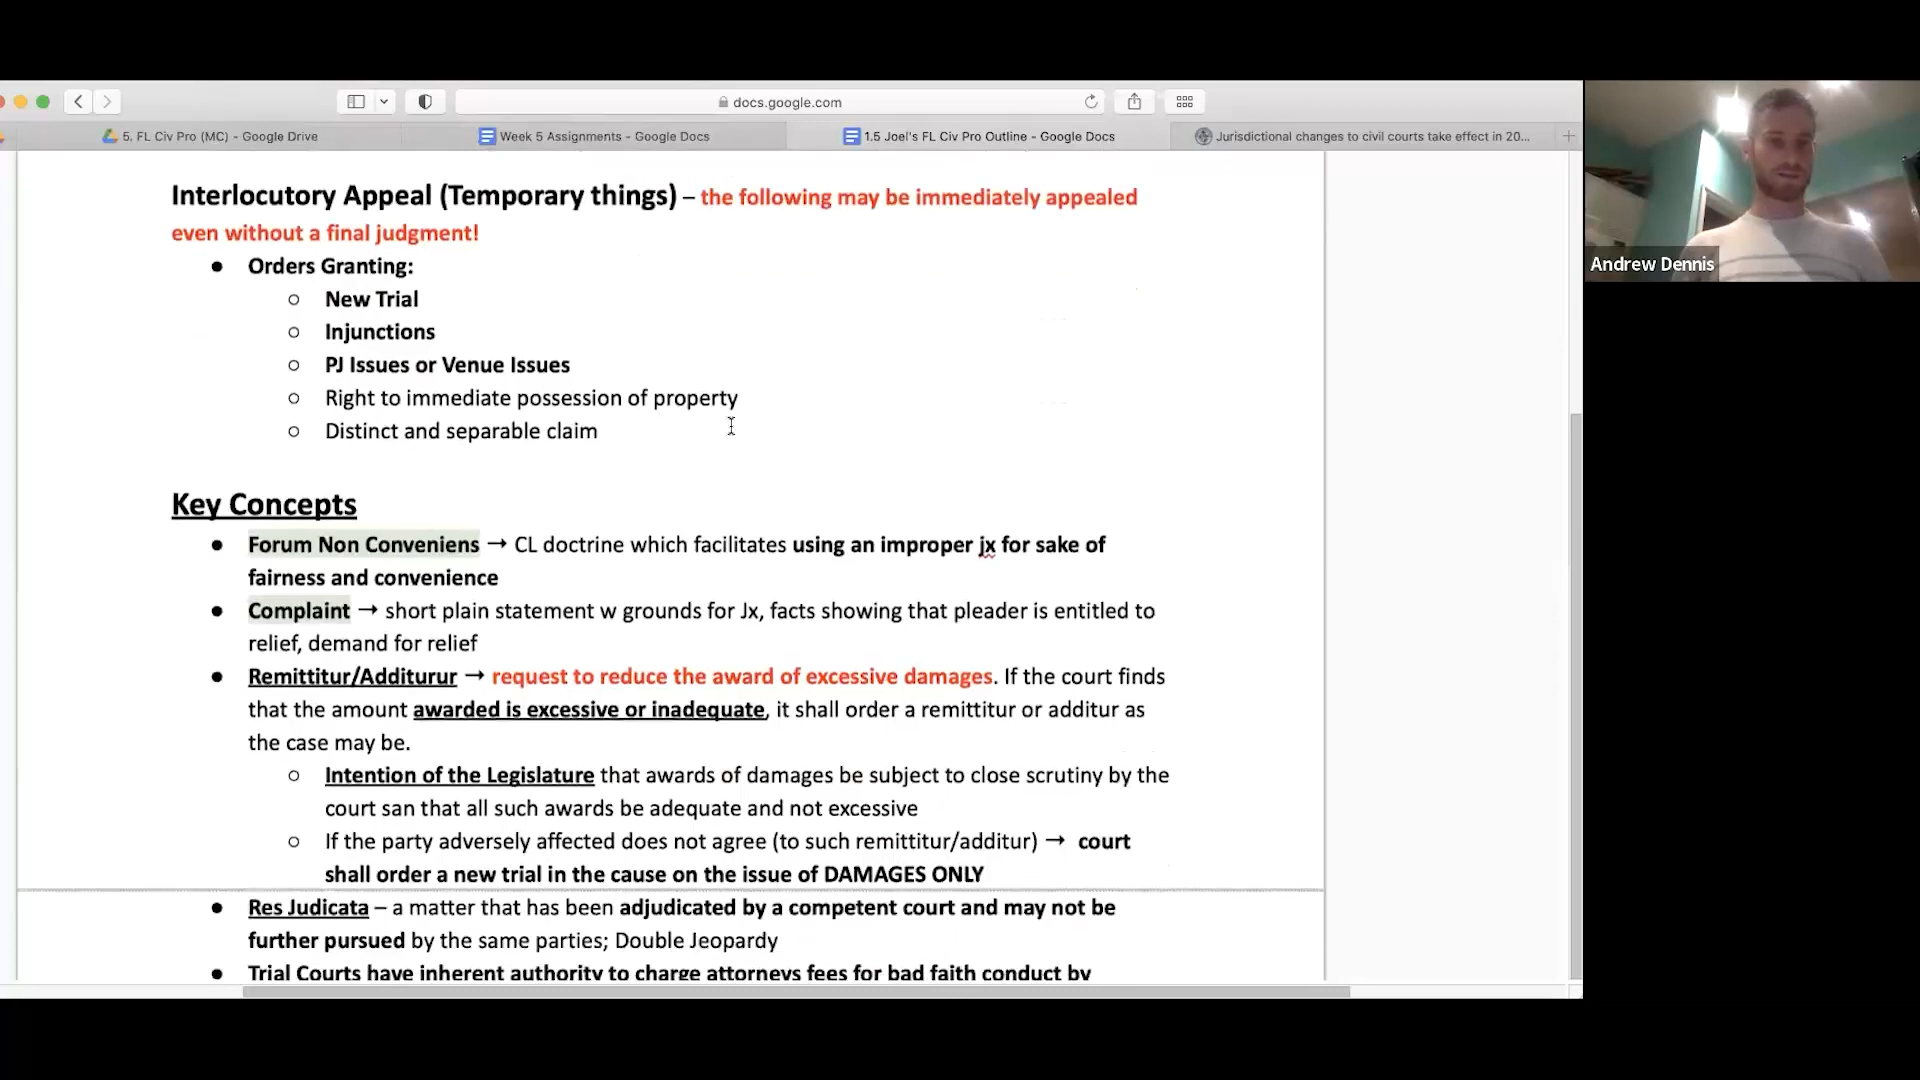 docs.google.com
5. FL Civ Pro (MC) - Google Drive
Week 5 Assignments - Google Docs
1.5 Joel's FL Civ Pro Outline - Google Docs
Jurisdictional changes to civil courts take effect in 20...
Andrew Dennis
Interlocutory Appeal (Temporary things) – the following may be immediately appealed
even without a final judgment!
● Orders Granting:
○ New Trial
○ Injunctions
○ PJ Issues or Venue Issues
○ Right to immediate possession of property
○ Distinct and separable claim
Key Concepts
● Forum Non Conveniens → CL doctrine which facilitates using an improper jx for sake of
fairness and convenience
● Complaint → short plain statement w grounds for Jx, facts showing that pleader is entitled to
relief, demand for relief
● Remittitur/Additurur → request to reduce the award of excessive damages. If the court finds
that the amount awarded is excessive or inadequate, it shall order a remittitur or additur as
the case may be.
○ Intention of the Legislature that awards of damages be subject to close scrutiny by the
court san that all such awards be adequate and not excessive
○ If the party adversely affected does not agree (to such remittitur/additur) → court
shall order a new trial in the cause on the issue of DAMAGES ONLY
● Res Judicata – a matter that has been adjudicated by a competent court and may not be
further pursued by the same parties; Double Jeopardy
● Trial Courts have inherent authority to charge attorneys fees for bad faith conduct by